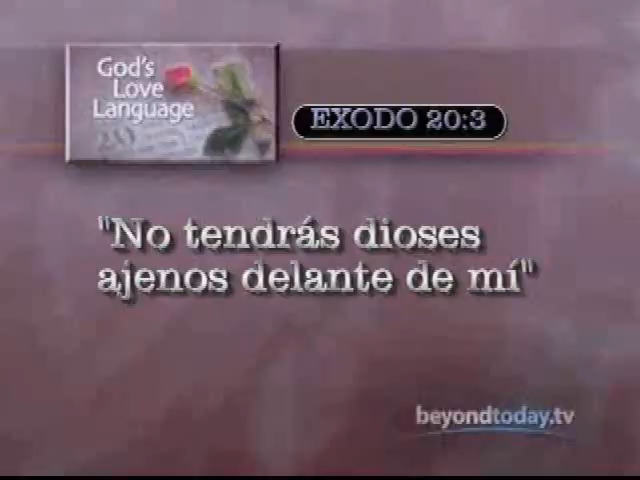 God's
Love
Language
EXODO 20:3
"No tendrás dioses
ajenos delante de mí"
beyondtoday.tv